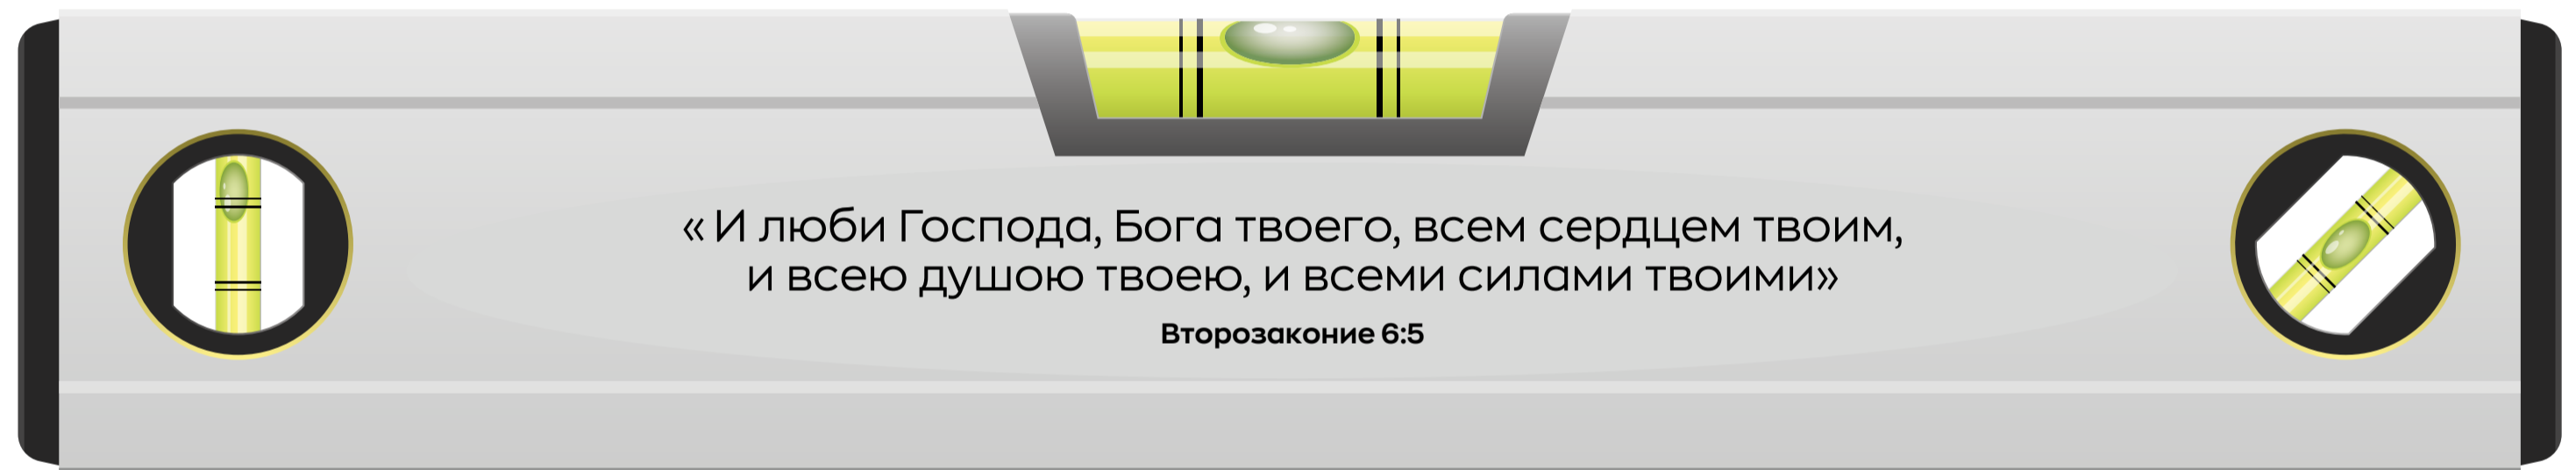 « И люби Господа, Бога твоего, всем сердцем твоим,
и всею душою твоею, и всеми силами твоими»
Второзаконие 6:5